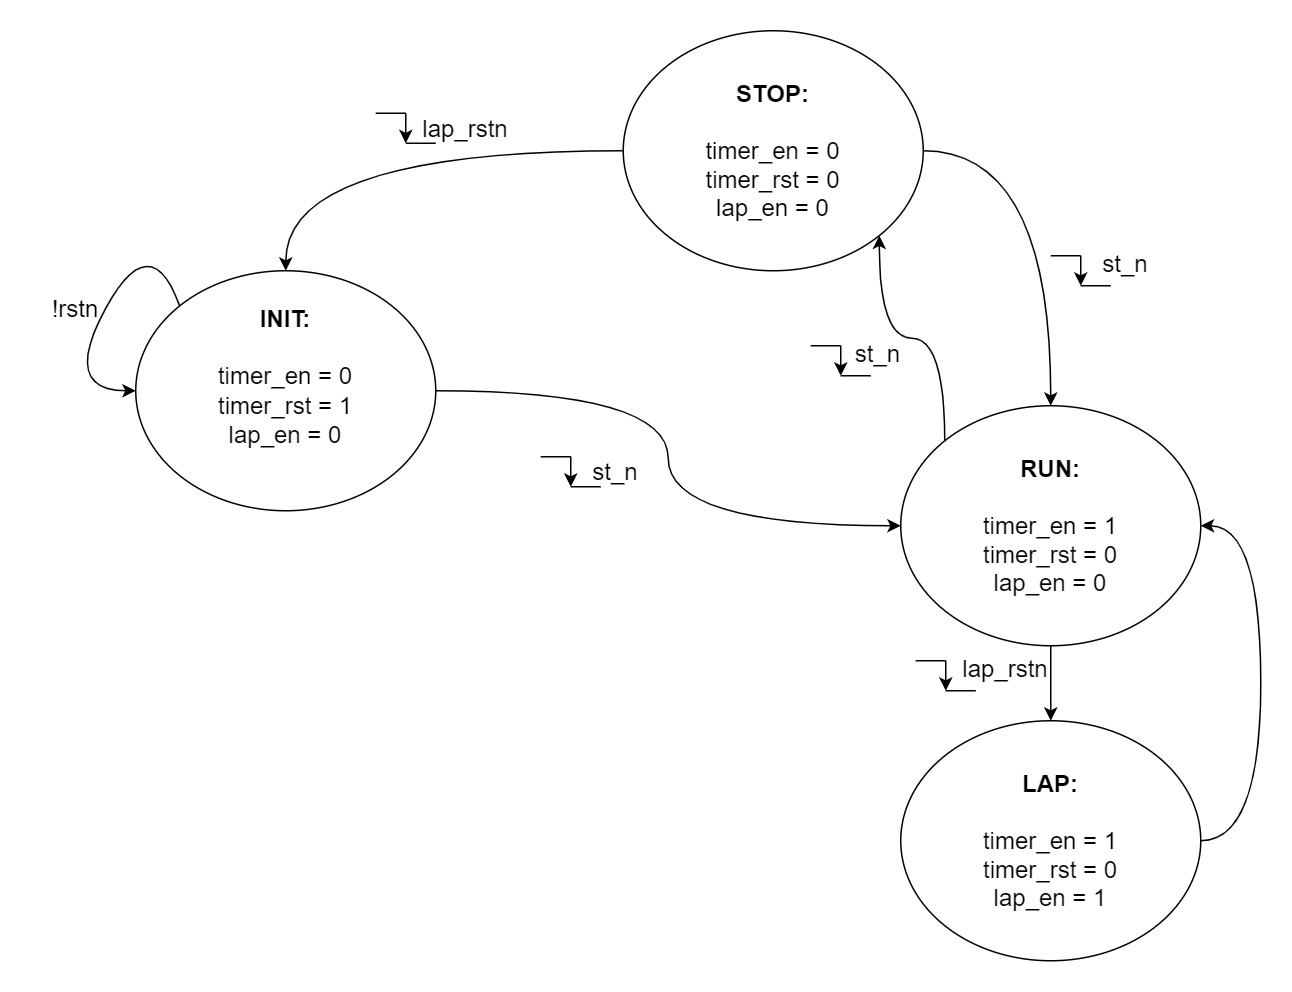 STOP:
timer_en = 0
timer_rst = 0
lap_en = 0
lap_rstn
st_n
!rstn
INIT:
timer_en = 0
timer_rst = 1
lap_en = 0
st_n
st_n
RUN:
timer_en = 1
timer_rst = 0
lap_en = 0
lap_rstn
LAP:
timer_en = 1
timer_rst = 0
lap_en = 1